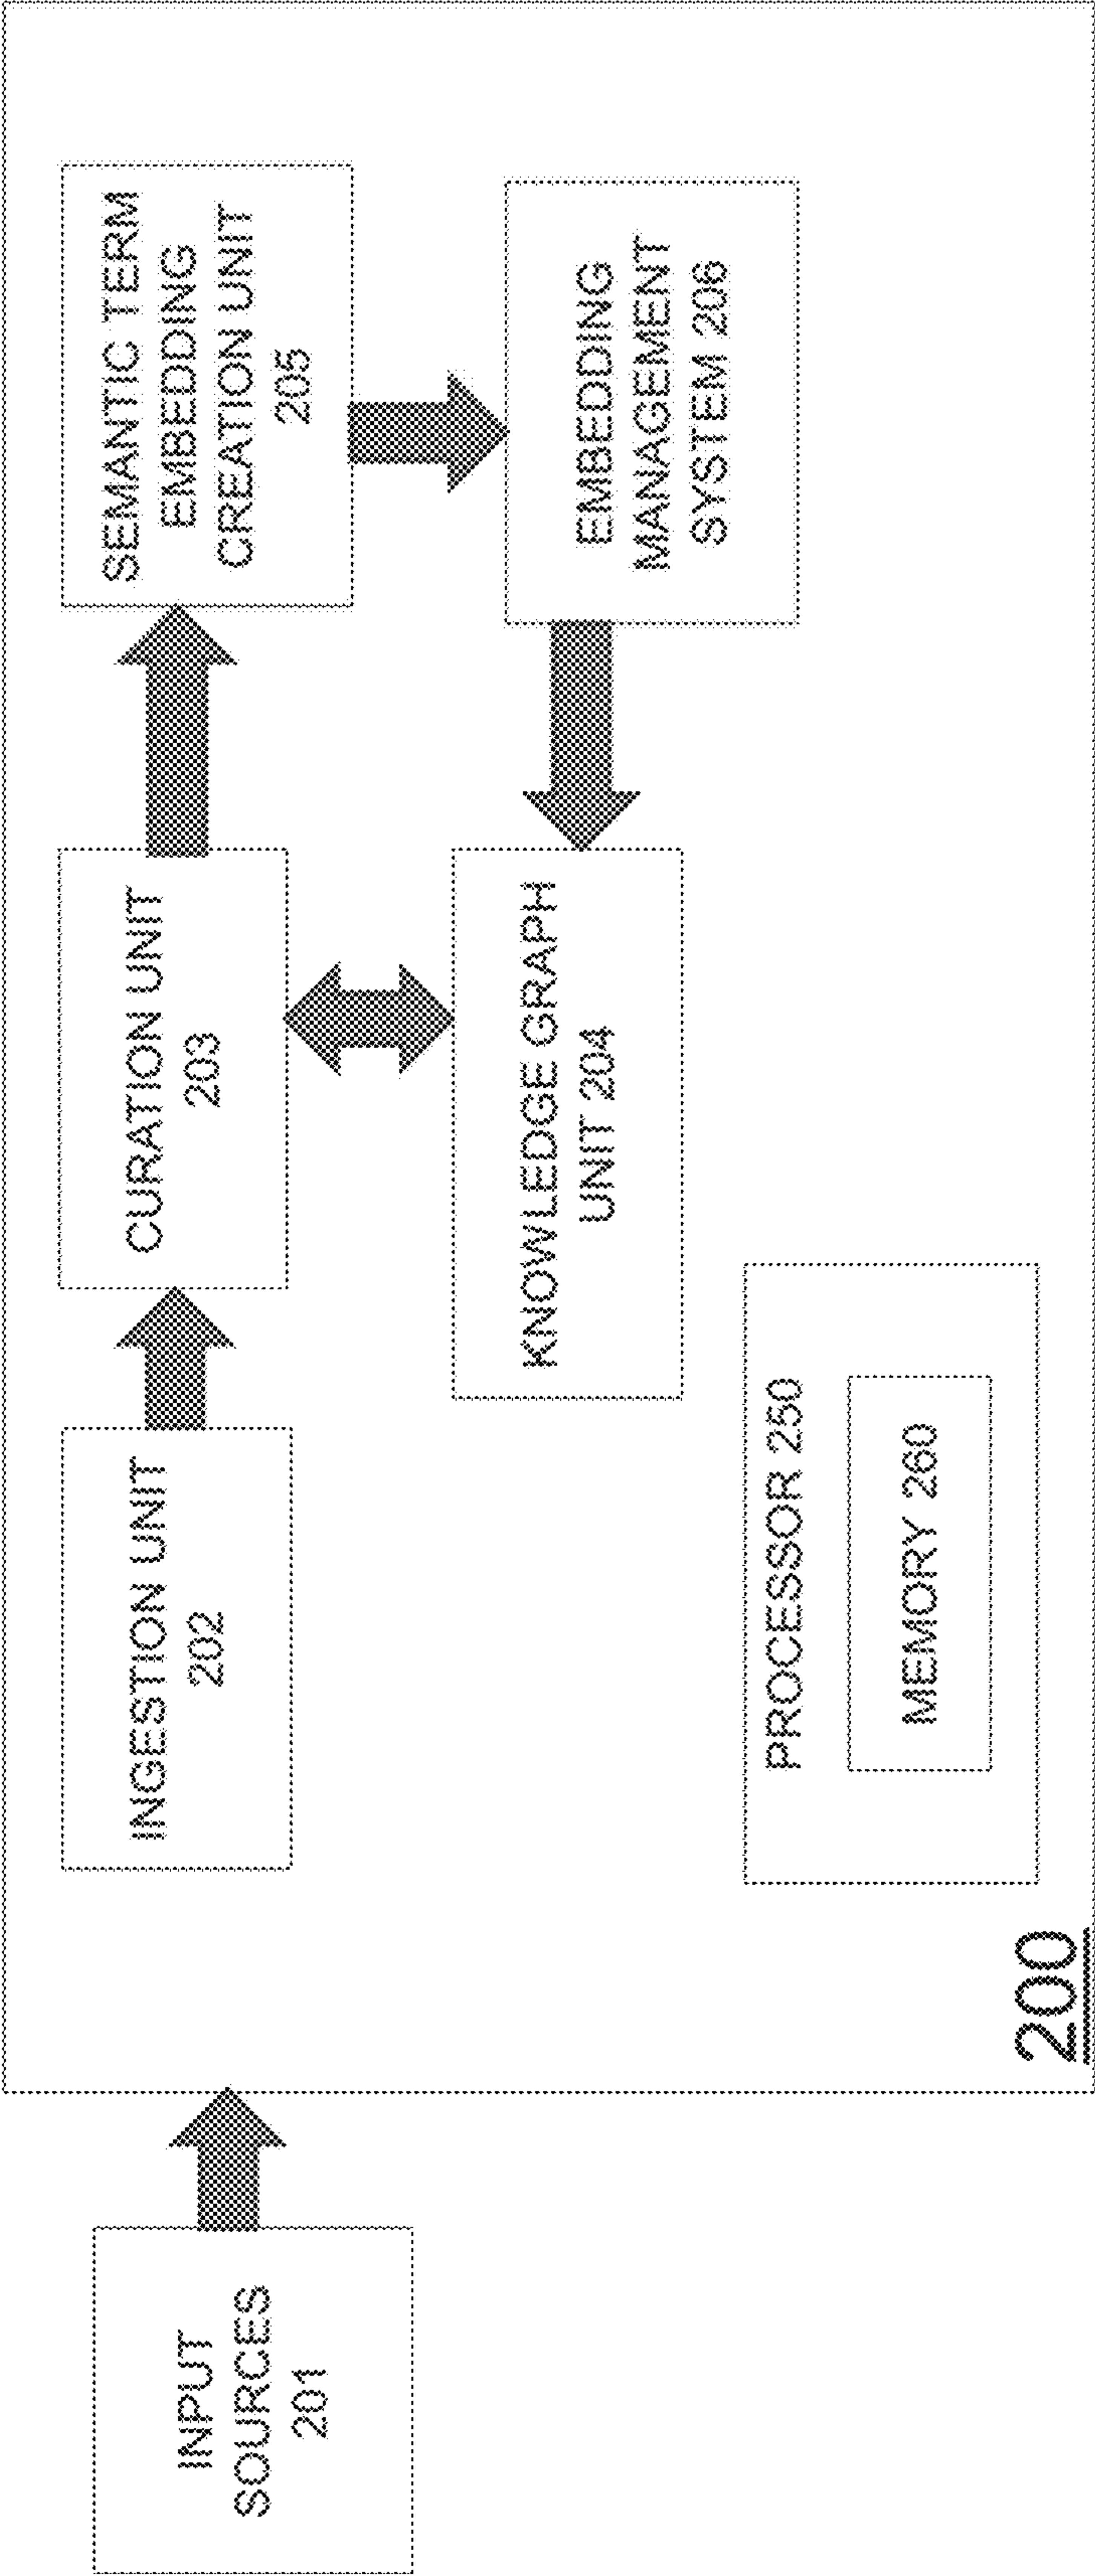 INPUT
SOURCES
201
INGESTION UNIT
202
CURATION UNIT
203
SEMANTIC TERM
EMBEDDING
CREATION UNIT
205
KNOWLEDGE GRAPH
UNIT 204
EMBEDDING
MANAGEMENT
SYSTEM 206
PROCESSOR 250
MEMORY 260
200